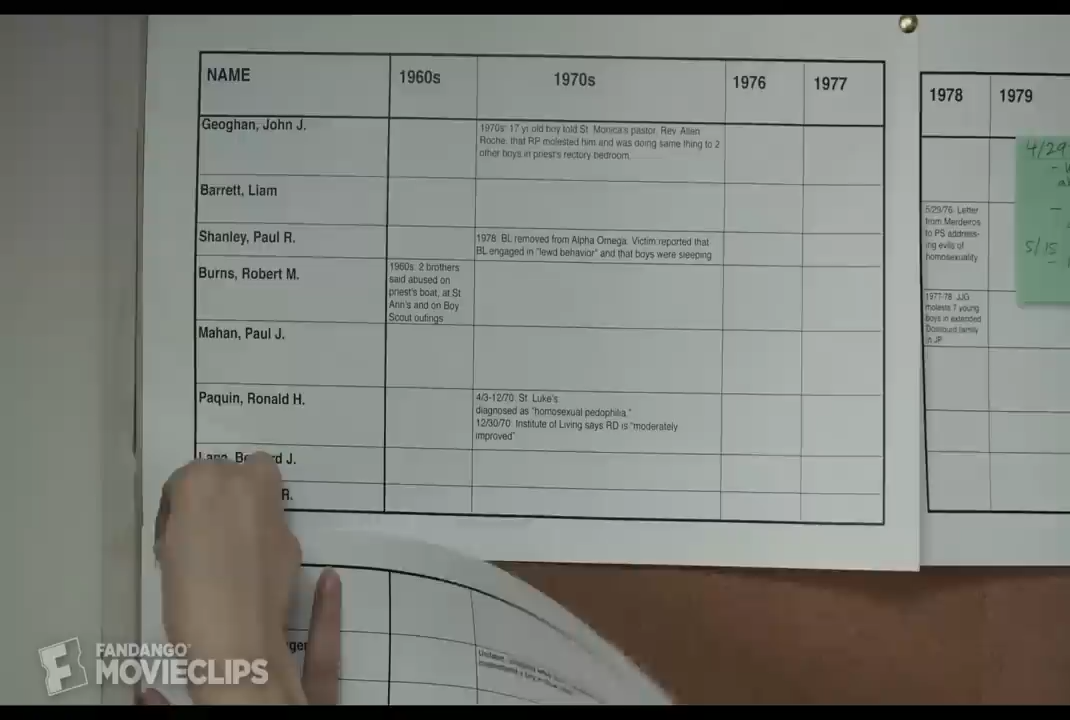 NAME
1960s
1970s
1976
1977
1978
1979
Geoghan, John J.
1970s: 17 yr old boy told St. Monica's pastor, Rev. Allen
Roche, that RP molested him and was doing same thing to 2
other boys in priest's rectory bedroom.
Barrett, Liam
Shanley, Paul R.
1978: BL removed from Alpha Omega. Victim reported that
BL engaged in "lewd behavior" and that boys were sleeping
Burns, Robert M.
1960s: 2 brothers
said abused on
priest's boat, at St
Ann's and on Boy
Scout outings
Mahan, Paul J.
Paquin, Ronald H.
4/3-12/70: St. Luke's
diagnosed as "homosexual pedophilia."
12/30/70: Institute of Living says RD is "moderately
improved"
J.
R.
5/29/76: Letter
from Merderios
to PS address-
ing evils of
homosexuality
1977-78: JJG
molests 7 young
boys in extended
family
in JP
4/29
5/15
FANDANGO
MOVIECLIPS